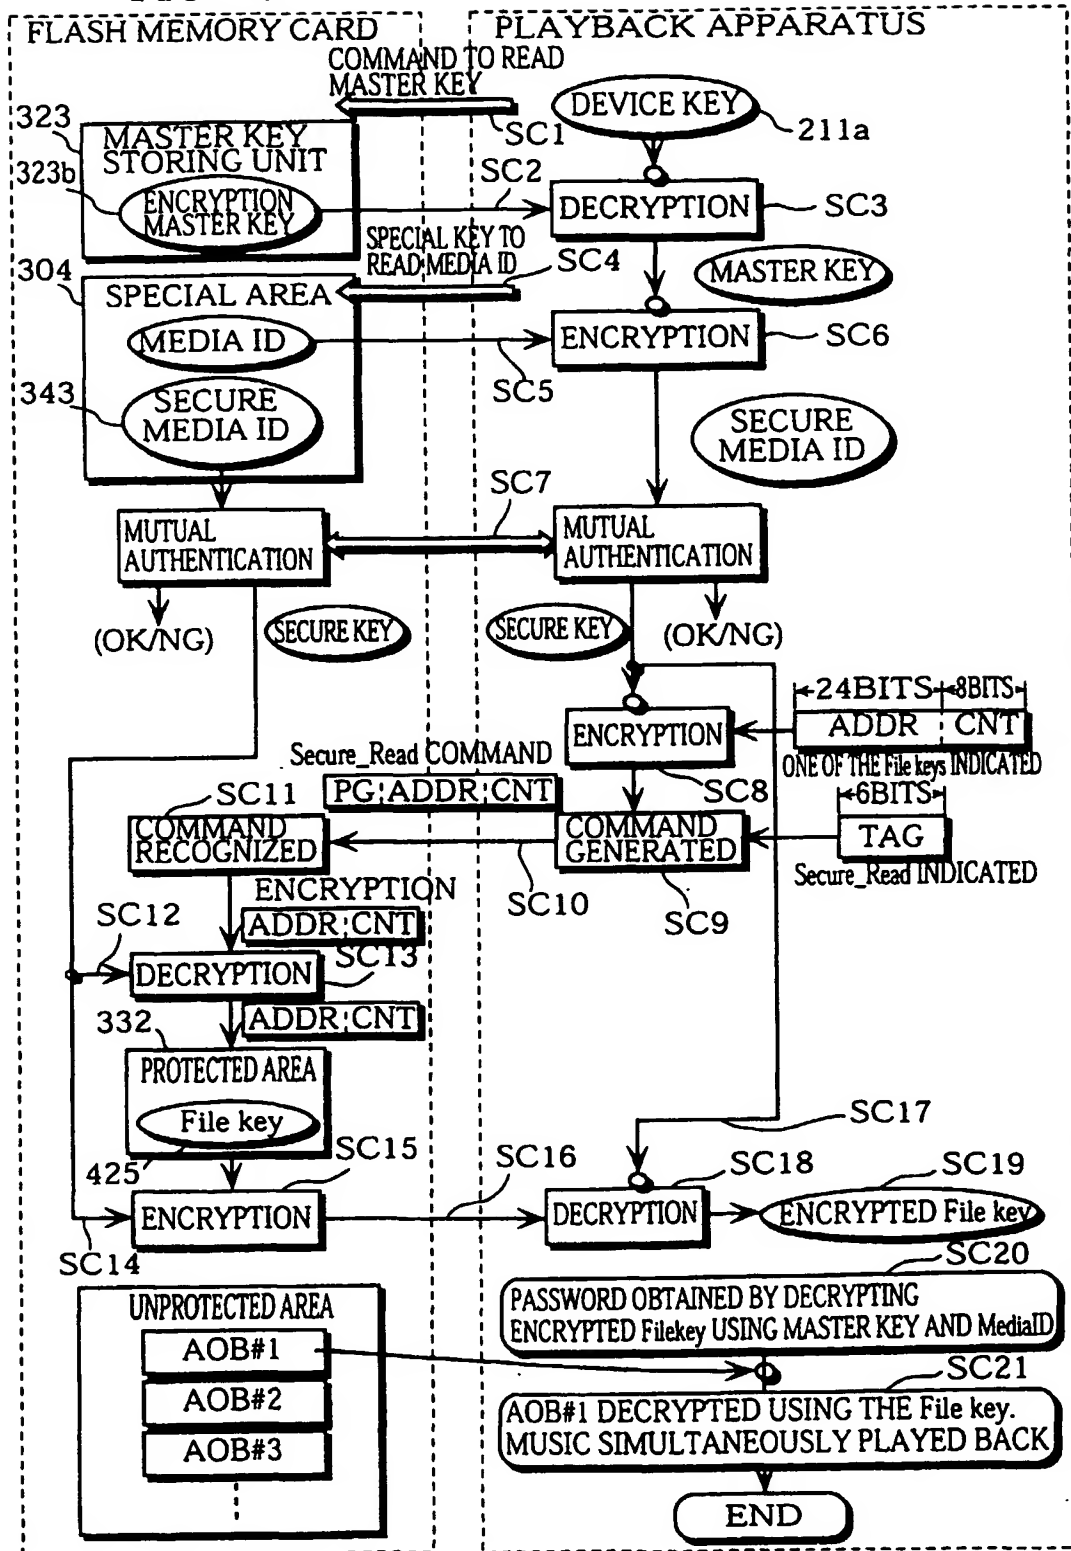 FLASH MEMORY CARD
PLAYBACK APPARATUS
COMMAND TO READ
MASTER KEY
SC1
DEVICE KEY
211a
323
MASTER KEY
STORING UNIT
323b
ENCRYPTION
MASTER KEY
SC2
DECRYPTION
SC3
SPECIAL KEY TO
READ MEDIA ID
SC4
MASTER KEY
304
SPECIAL AREA
MEDIA ID
SC5
ENCRYPTION
SC6
343
SECURE
MEDIA ID
SECURE
MEDIA ID
SC7
MUTUAL
AUTHENTICATION
MUTUAL
AUTHENTICATION
(OK/NG)
SECURE KEY
SECURE KEY
(OK/NG)
24BITS
8BITS
ADDR
CNT
ONE OF THE File keys INDICATED
ENCRYPTION
SC8
Secure_Read COMMAND
PG ADDR CNT
SC11
COMMAND
RECOGNIZED
SC10
COMMAND
GENERATED
SC9
6BITS
TAG
Secure_Read INDICATED
ENCRYPTION
ADDR CNT
SC12
DECRYPTION
SC13
ADDR CNT
332
PROTECTED AREA
File key
425
SC15
ENCRYPTION
SC14
SC16
SC17
DECRYPTION
SC18
SC19
ENCRYPTED File key
SC20
PASSWORD OBTAINED BY DECRYPTING
ENCRYPTED Filekey USING MASTER KEY AND MediaID
UNPROTECTED AREA
AOB#1
AOB#2
AOB#3
SC21
AOB#1 DECRYPTED USING THE File key.
MUSIC SIMULTANEOUSLY PLAYED BACK
END